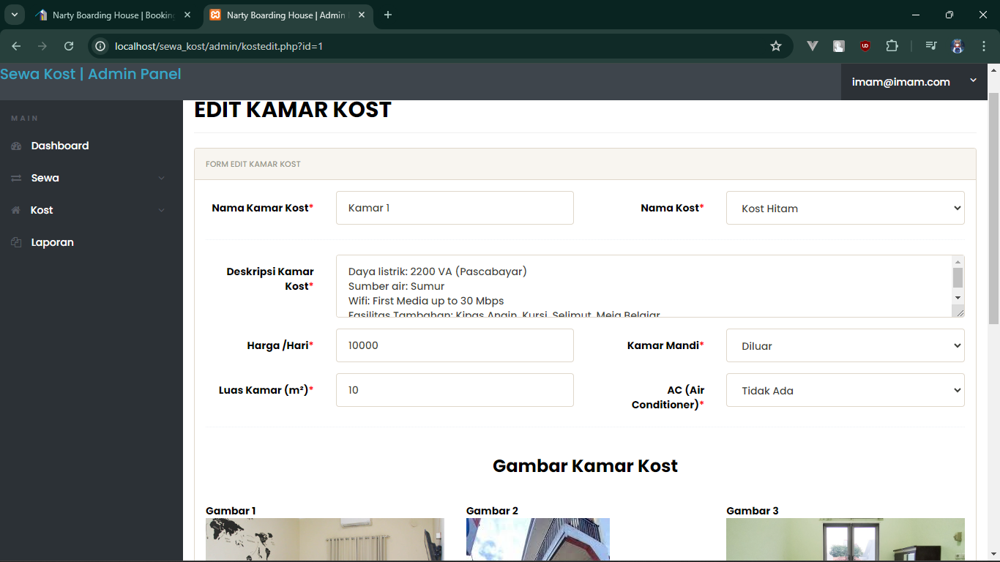 Narty Boarding House | Booking
Narty Boarding House | Admin
localhost/sewa_kost/admin/kostedit.php?id=1
Sewa Kost | Admin Panel
imam@imam.com
MAIN
Dashboard
Sewa
Kost
Laporan
EDIT KAMAR KOST
FORM EDIT KAMAR KOST
Nama Kamar Kost*
Kamar 1
Nama Kost*
Kost Hitam
Deskripsi Kamar
Kost*
Daya listrik: 2200 VA (Pascabayar)
Sumber air: Sumur
Wifi: First Media up to 30 Mbps
Fasilitas Tambahan: Kipas Angin, Kursi, Selimut, Meja Belajar
Harga /Hari*
10000
Kamar Mandi*
Diluar
Luas Kamar (m²)*
10
AC (Air
Conditioner)*
Tidak Ada
Gambar Kamar Kost
Gambar 1
Gambar 2
Gambar 3